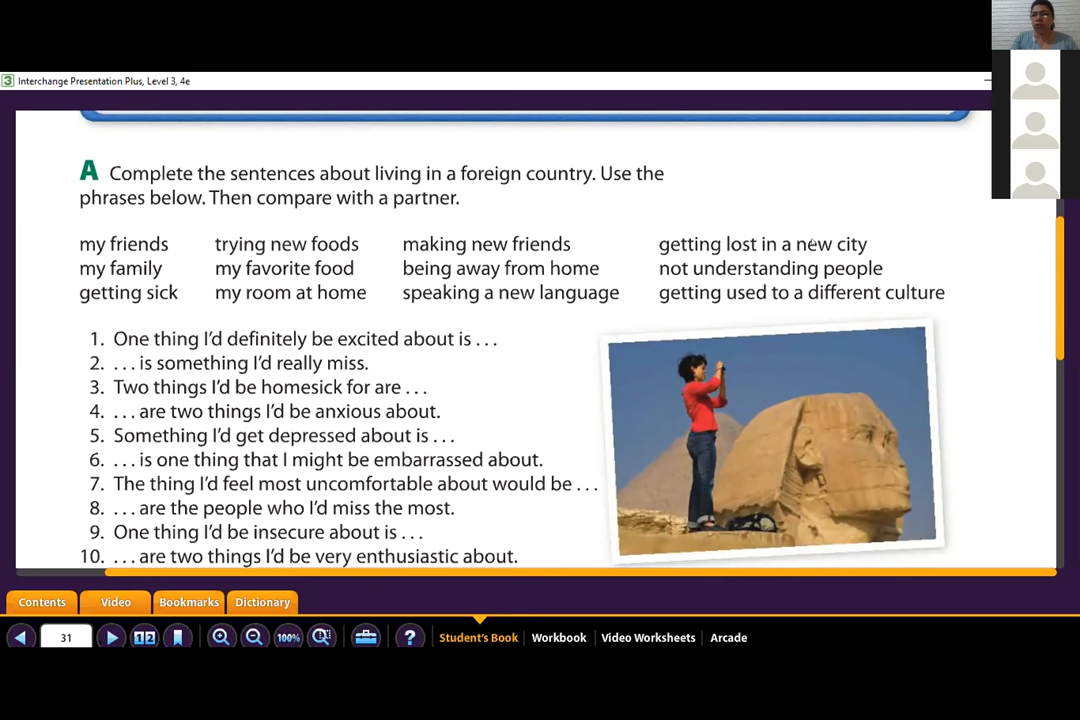 3 Interchange Presentation Plus, Level 3, 4e
A Complete the sentences about living in a foreign country. Use the
phrases below. Then compare with a partner.
my friends trying new foods making new friends getting lost in a new city
my family my favorite food being away from home not understanding people
getting sick my room at home speaking a new language getting used to a different culture
1. One thing I'd definitely be excited about is . . .
2. . . . is something I'd really miss.
3. Two things I'd be homesick for are . . .
4. . . . are two things I'd be anxious about.
5. Something I'd get depressed about is . . .
6. . . . is one thing that I might be embarrassed about.
7. The thing I'd feel most uncomfortable about would be . . .
8. . . . are the people who I'd miss the most.
9. One thing I'd be insecure about is . . .
10. . . . are two things I'd be very enthusiastic about.
Contents Video Bookmarks Dictionary
31 1 2 100% ? Student's Book Workbook Video Worksheets Arcade